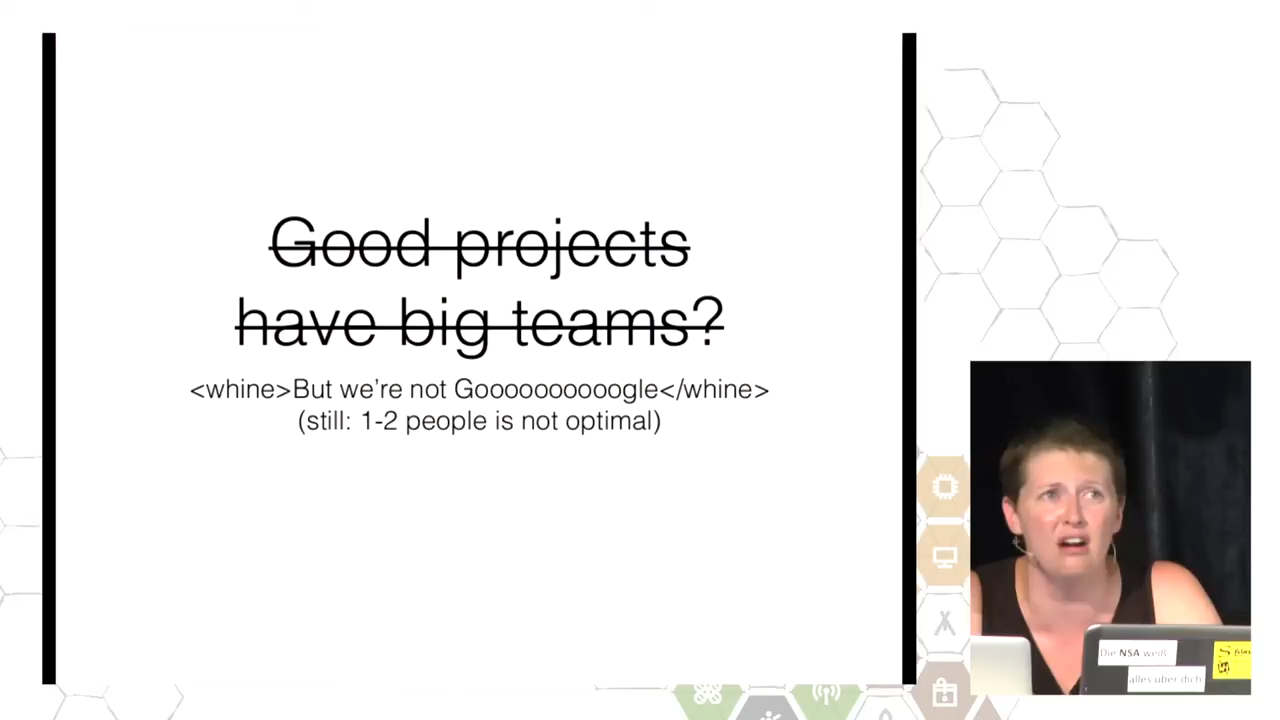 Good projects
have big teams?
<whine>But we're not Goooooooooogle</whine>
(still: 1-2 people is not optimal)
Die NSA weiß
alles über dich